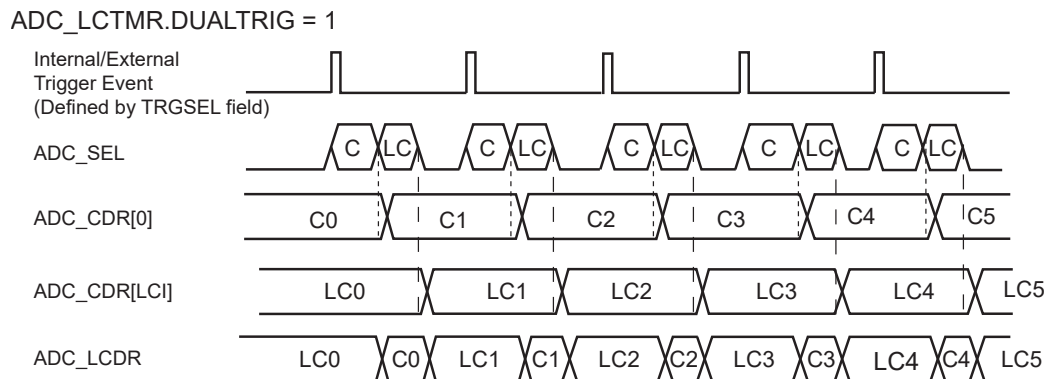 ADC_LCTMR.DUALTRIG = 1
Internal/External
Trigger Event
(Defined by TRGSEL field)
ADC_SEL C LC C LC C LC C LC C LC
ADC_CDR[0] C0 C1 C2 C3 C4 C5
ADC_CDR[LCI] LC0 LC1 LC2 LC3 LC4 LC5
ADC_LCDR LC0 C0 LC1 C1 LC2 C2 LC3 C3 LC4 C4 LC5